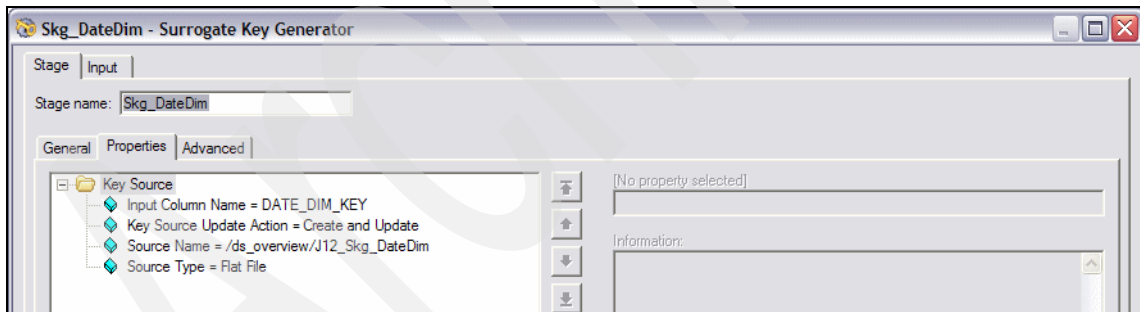 Skg_DateDim - Surrogate Key Generator
Stage Input
Stage name: Skg_DateDim
General Properties Advanced
Key Source
Input Column Name = DATE_DIM_KEY
Key Source Update Action = Create and Update
Source Name = /ds_overview/J12_Skg_DateDim
Source Type = Flat File
[No property selected]
Information: